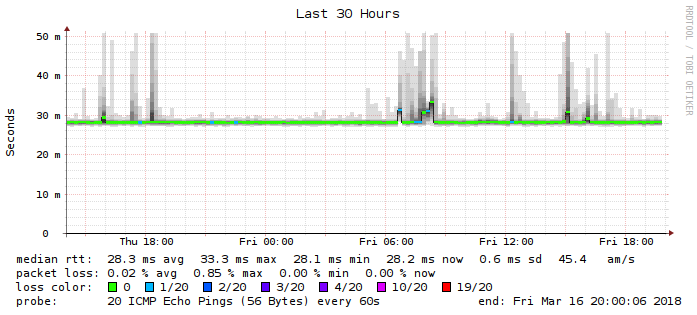 Last 30 Hours
RRDTOOL / TOBI OETIKER
Seconds
50 m
40 m
30 m
20 m
10 m
0
Thu 18:00 Fri 00:00 Fri 06:00 Fri 12:00 Fri 18:00
median rtt: 28.3 ms avg 33.3 ms max 28.1 ms min 28.2 ms now 0.6 ms sd 45.4 am/s
packet loss: 0.02 % avg 0.85 % max 0.00 % min 0.00 % now
loss color: 0 1/20 2/20 3/20 4/20 10/20 19/20
probe: 20 ICMP Echo Pings (56 Bytes) every 60s end: Fri Mar 16 20:00:06 2018